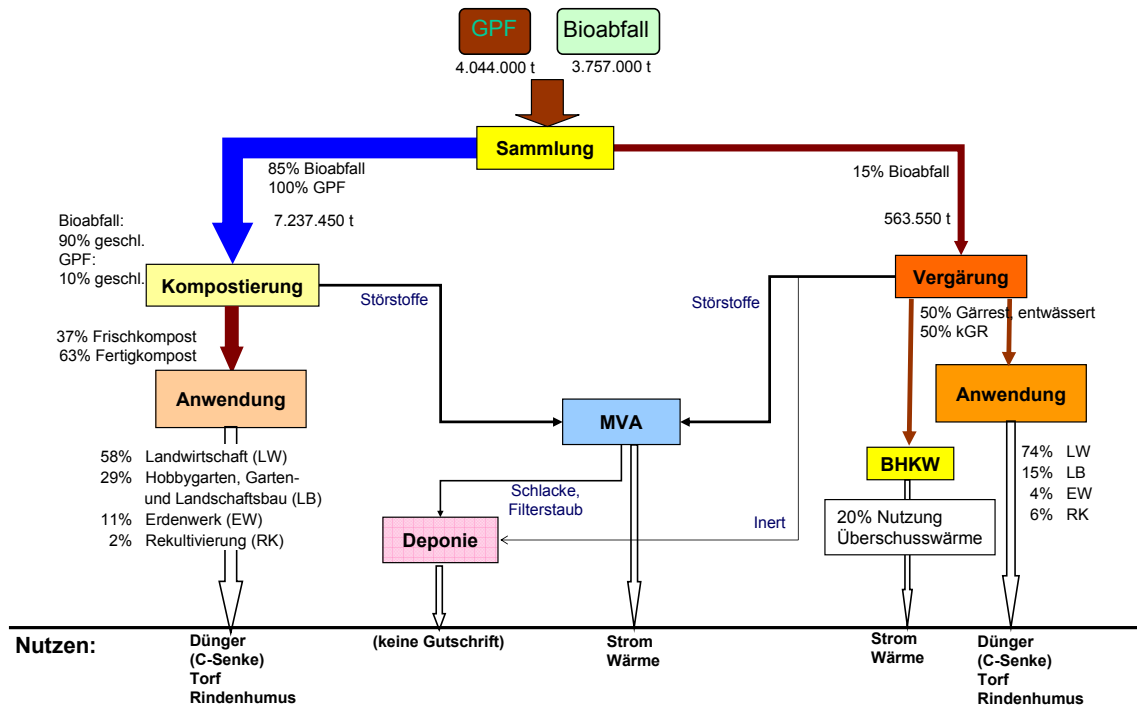 GPF
Bioabfall
4.044.000 t
3.757.000 t
Sammlung
85% Bioabfall
100% GPF
15% Bioabfall
7.237.450 t
563.550 t
Bioabfall:
90% geschl.
GPF:
10% geschl.
Kompostierung
Vergärung
Störstoffe
Störstoffe
50% Gärrest, entwässert
50% kGR
37% Frischkompost
63% Fertigkompost
Anwendung
Anwendung
MVA
58% Landwirtschaft (LW)
29% Hobbygarten, Garten-
und Landschaftsbau (LB)
11% Erdenwerk (EW)
2% Rekultivierung (RK)
BHKW
74% LW
15% LB
4% EW
6% RK
Schlacke,
Filterstaub
Deponie
Inert
20% Nutzung
Überschusswärme
Nutzen:
Dünger
(C-Senke)
Torf
Rindenhumus
(keine Gutschrift)
Strom
Wärme
Strom
Wärme
Dünger
(C-Senke)
Torf
Rindenhumus